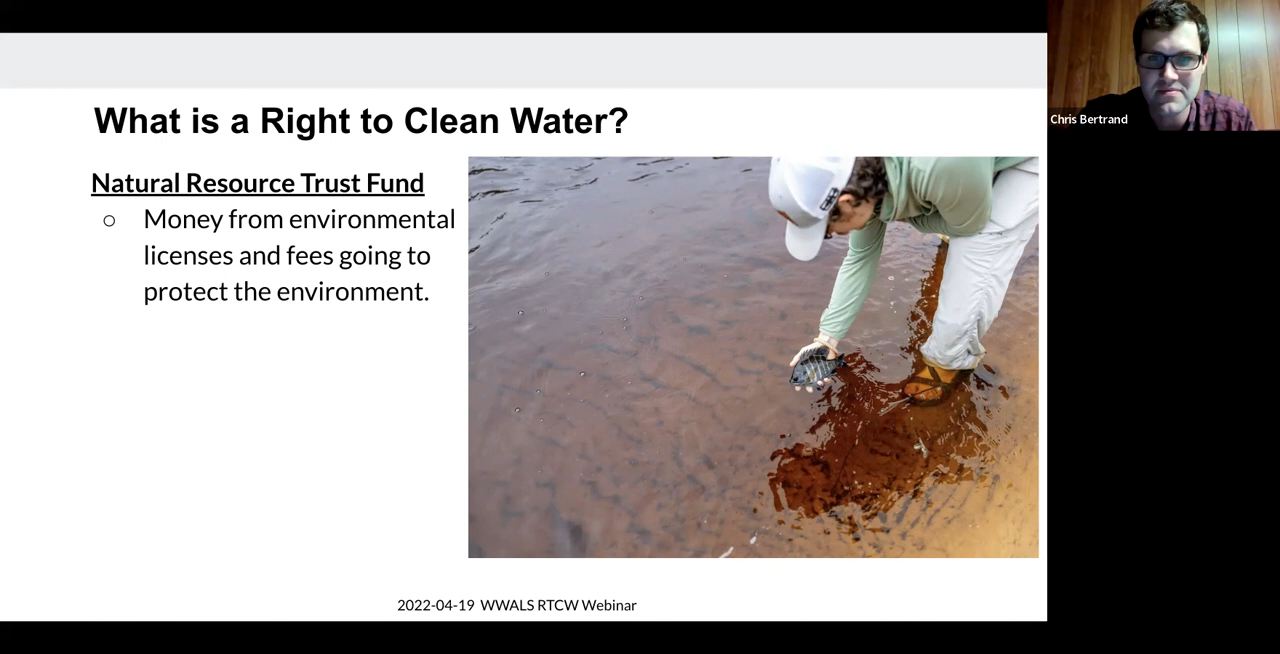 What is a Right to Clean Water?
Natural Resource Trust Fund
○ Money from environmental
licenses and fees going to
protect the environment.
2022-04-19 WWALS RTCW Webinar
Chris Bertrand